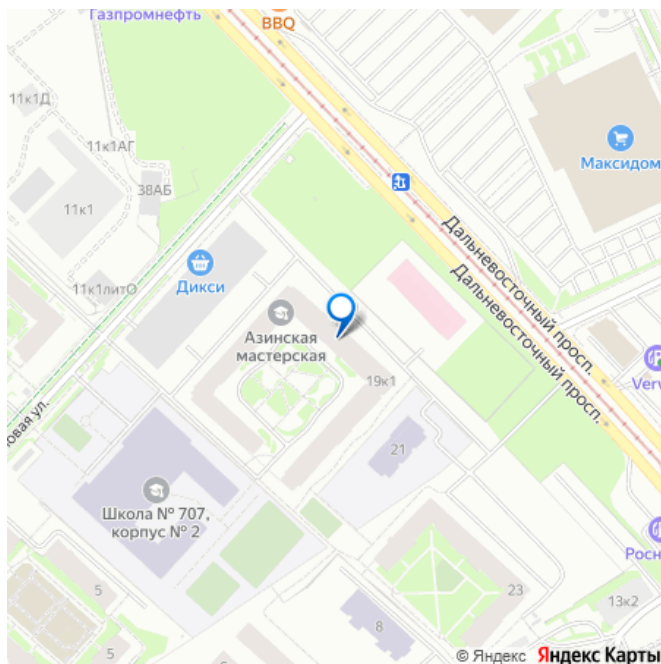 Газпромнефть
BBQ
11к1Д
11к1АГ
38АБ
11к1
Максидом
11к1литО
Дикси
Дальневосточный просп.
Дальневосточный просп.
Азинская
мастерская
19к1
Verv
овая ул.
21
Школа № 707,
корпус № 2
Росн
5
23
13к2
8
5
© Яндекс Яндекс Карты